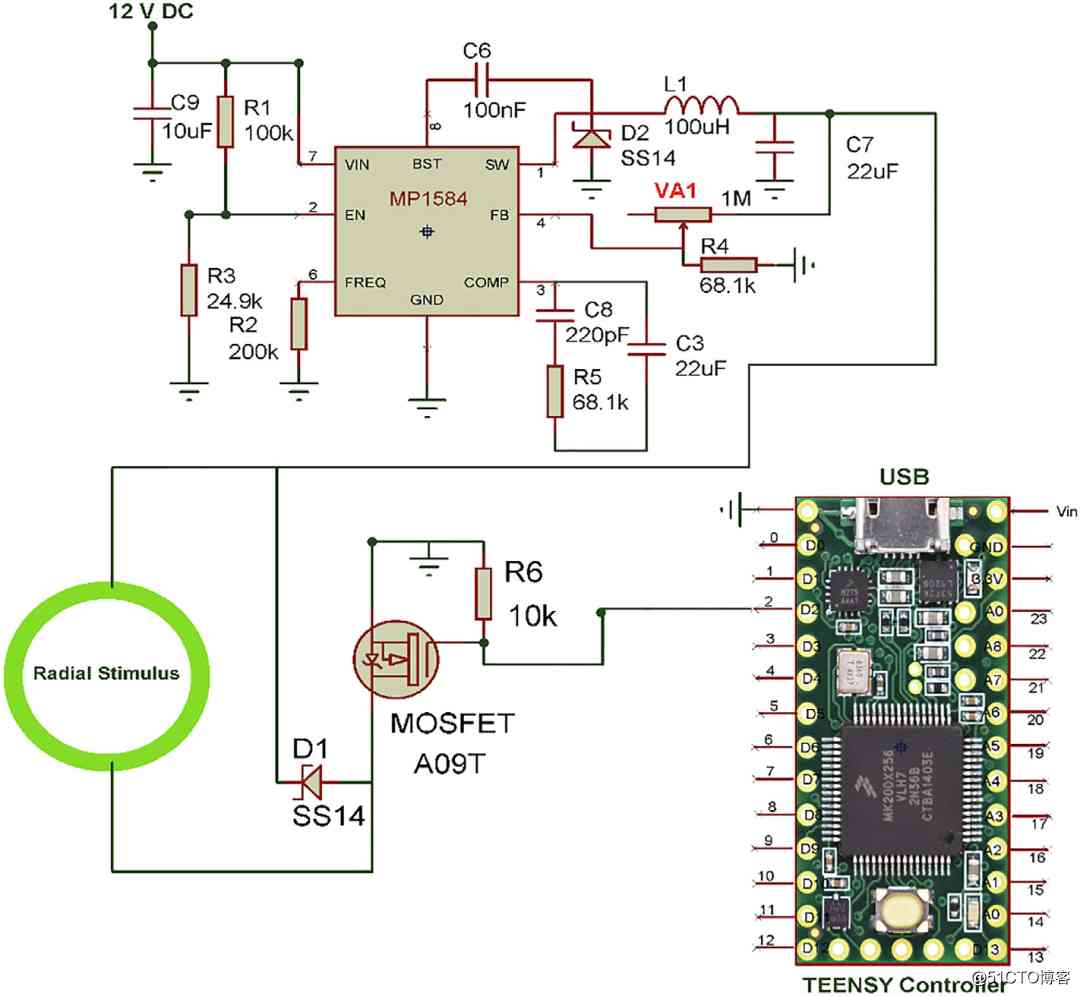 12 V DC
C9
10uF
R1
100k
C6
100nF
L1
100uH
D2
SS14
C7
22uF
8
7
VIN
BST
SW
1
MP1584
VA1
1M
2
EN
FB
4
R4
68.1k
6
FREQ
COMP
3
GND
R3
24.9k
R2
200k
C8
220pF
C3
22uF
R5
68.1k
USB
Vin
GND
0
D0
1
D1
3.3V
2
D2
A0
23
3
D3
A8
22
4
D4
A7
21
5
D5
A6
20
6
D6
A5
19
7
D7
A4
18
8
D8
A3
17
9
D9
A2
16
10
D10
A1
15
11
A0
14
12
D12
D13
13
MK20DX256
VLH7
2N36B
CTBA1403E
Radial Stimulus
R6
10k
MOSFET
A09T
D1
SS14
TEENSY Controller
@51CTO博客